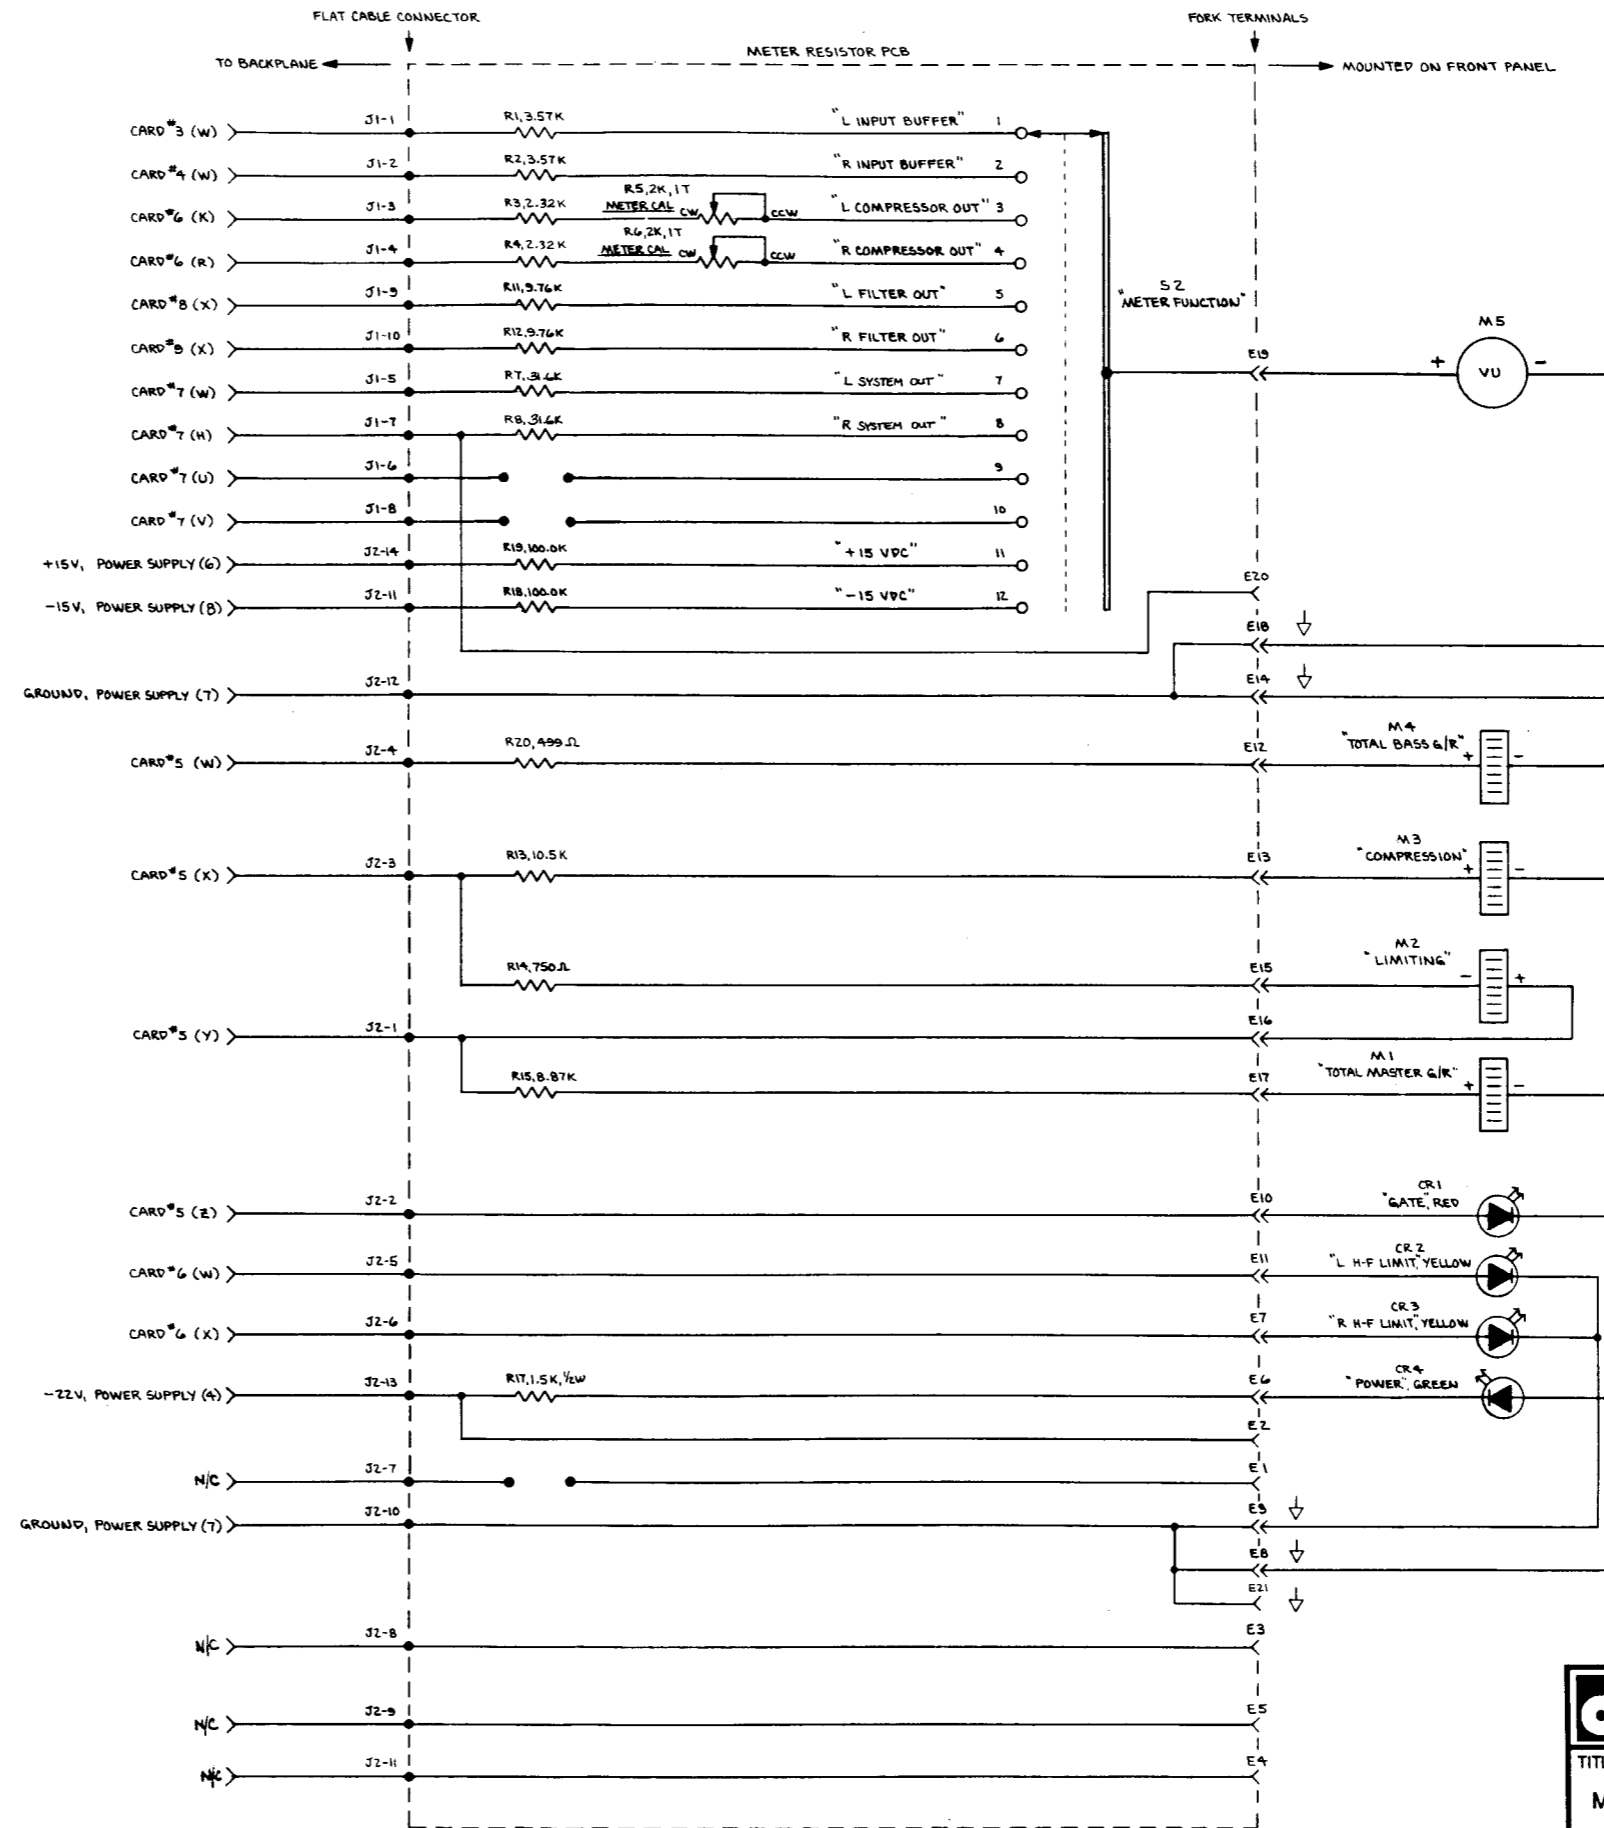 FLAT CABLE CONNECTOR
FORK TERMINALS
TO BACKPLANE
METER RESISTOR PCB
MOUNTED ON FRONT PANEL
CARD #3 (W) J1-1 R1, 3.57K "L INPUT BUFFER" 1
CARD #4 (W) J1-2 R2, 3.57K "R INPUT BUFFER" 2
R5, 2K, 1T
CARD #6 (K) J1-3 R3, 2.32K METER CAL CW CCW "L COMPRESSOR OUT" 3
R6, 2K, 1T
CARD #6 (R) J1-4 R4, 2.32K METER CAL CW CCW "R COMPRESSOR OUT" 4
CARD #8 (X) J1-9 R11, 9.76K "L FILTER OUT" 5
S2
"METER FUNCTION"
CARD #9 (X) J1-10 R12, 9.76K "R FILTER OUT" 6
M5
E19 + VU -
CARD #7 (W) J1-5 R7, 31.6K "L SYSTEM OUT" 7
CARD #7 (H) J1-7 R8, 31.6K "R SYSTEM OUT" 8
CARD #7 (U) J1-6 9
CARD #7 (V) J1-8 10
+15V, POWER SUPPLY (6) J2-14 R19, 100.0K "+15 VDC" 11
E20
-15V, POWER SUPPLY (8) J2-11 R18, 100.0K "-15 VDC" 12
E18
GROUND, POWER SUPPLY (7) J2-12 E14
M4
"TOTAL BASS G/R"
CARD #5 (W) J2-4 R20, 499Ω E12 + -
M3
"COMPRESSION"
CARD #5 (X) J2-3 R13, 10.5K E13 + -
M2
"LIMITING"
R14, 750Ω E15 - +
CARD #5 (Y) J2-1 E16
M1
"TOTAL MASTER G/R"
R15, 8.87K E17 + -
CR1
"GATE", RED
CARD #5 (Z) J2-2 E10
CR2
"L H-F LIMIT", YELLOW
CARD #6 (W) J2-5 E11
CR3
"R H-F LIMIT", YELLOW
CARD #6 (X) J2-6 E7
CR4
"POWER", GREEN
-22V, POWER SUPPLY (4) J2-13 R17, 1.5K, 1/2W E6
E2
N/C J2-7 E1
GROUND, POWER SUPPLY (7) J2-10 E9
E8
E21
N/C J2-8 E3
N/C J2-9 E5
N/C J2-11 E4